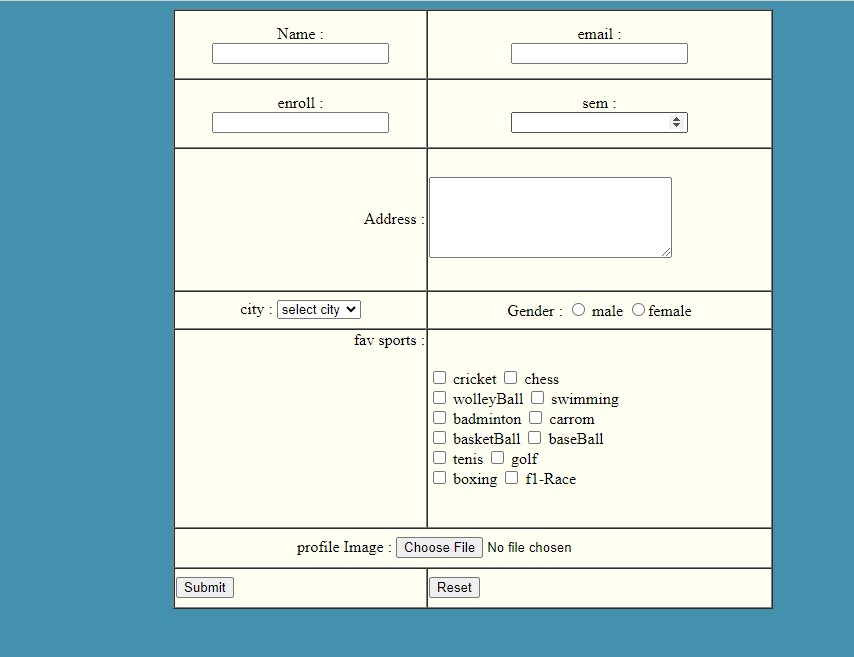 Name : email :
enroll : sem :
Address :
city : select city Gender : male female
fav sports :
cricket chess
wolleyBall swimming
badminton carrom
basketBall baseBall
tenis golf
boxing f1-Race
profile Image : Choose File No file chosen
Submit Reset